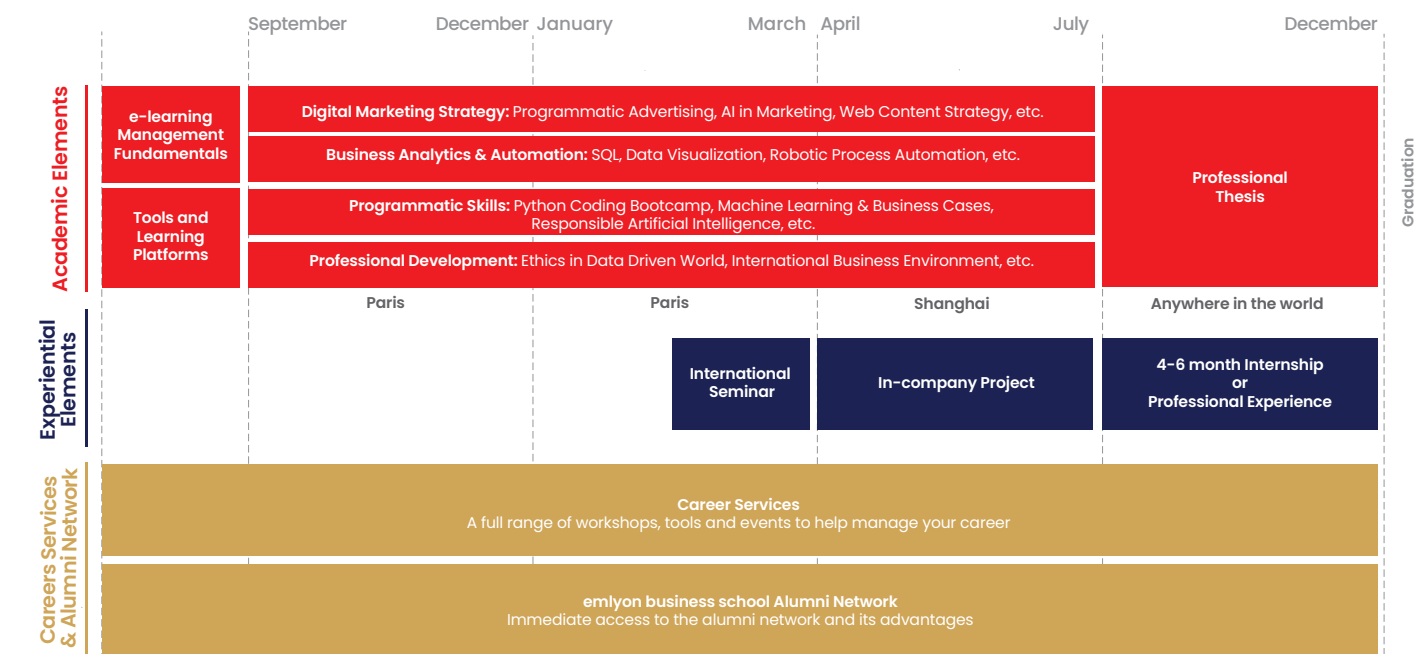 September
December
January
March
April
July
December
Academic Elements
e-learning
Management
Fundamentals
Tools and
Learning
Platforms
Digital Marketing Strategy: Programmatic Advertising, AI in Marketing, Web Content Strategy, etc.
Business Analytics & Automation: SQL, Data Visualization, Robotic Process Automation, etc.
Programmatic Skills: Python Coding Bootcamp, Machine Learning & Business Cases,
Responsible Artificial Intelligence, etc.
Professional Development: Ethics in Data Driven World, International Business Environment, etc.
Professional
Thesis
Graduation
Paris
Paris
Shanghai
Anywhere in the world
Experiential
Elements
International
Seminar
In-company Project
4-6 month Internship
or
Professional Experience
Careers Services
& Alumni Network
Career Services
A full range of workshops, tools and events to help manage your career
emlyon business school Alumni Network
Immediate access to the alumni network and its advantages